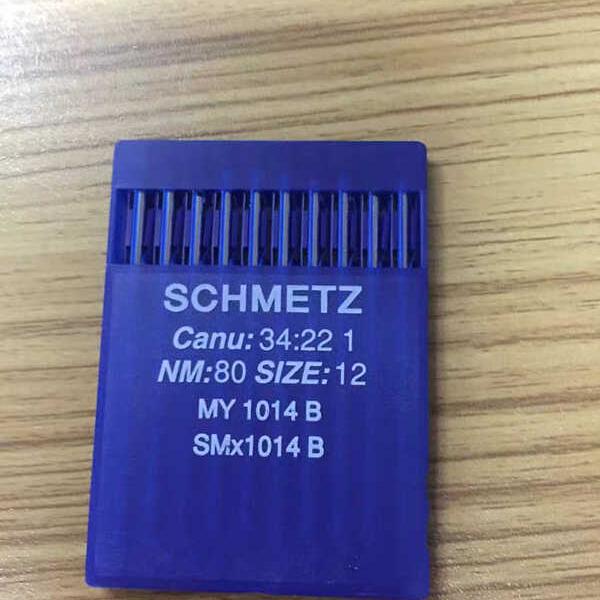 SCHMETZ
Canu: 34:22 1
NM:80 SIZE:12
MY 1014 B
SMx1014 B